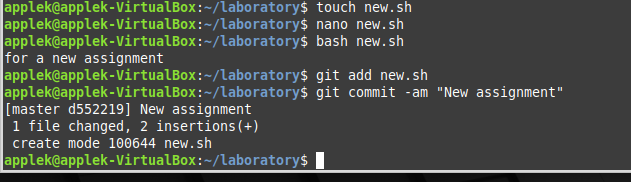 applek@applek-VirtualBox:~/laboratory$ touch new.sh
applek@applek-VirtualBox:~/laboratory$ nano new.sh
applek@applek-VirtualBox:~/laboratory$ bash new.sh
for a new assignment
applek@applek-VirtualBox:~/laboratory$ git add new.sh
applek@applek-VirtualBox:~/laboratory$ git commit -am "New assignment"
[master d552219] New assignment
 1 file changed, 2 insertions(+)
 create mode 100644 new.sh
applek@applek-VirtualBox:~/laboratory$